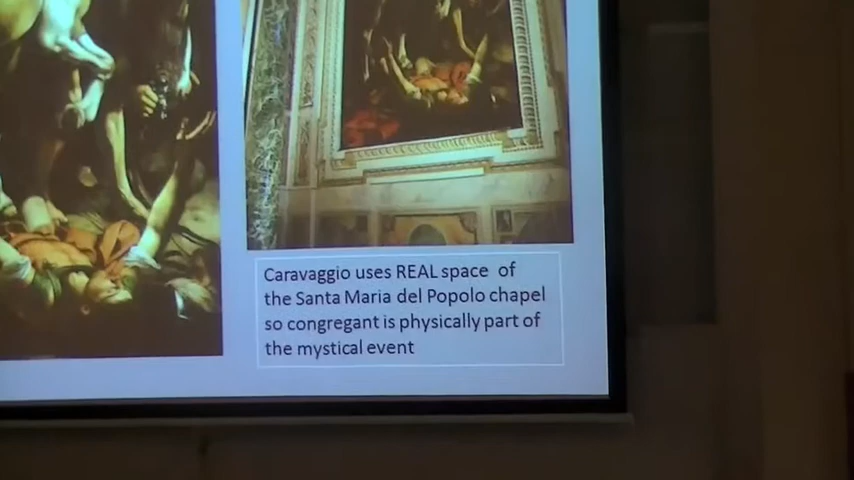 Caravaggio uses REAL space of
the Santa Maria del Popolo chapel
so congregant is physically part of
the mystical event